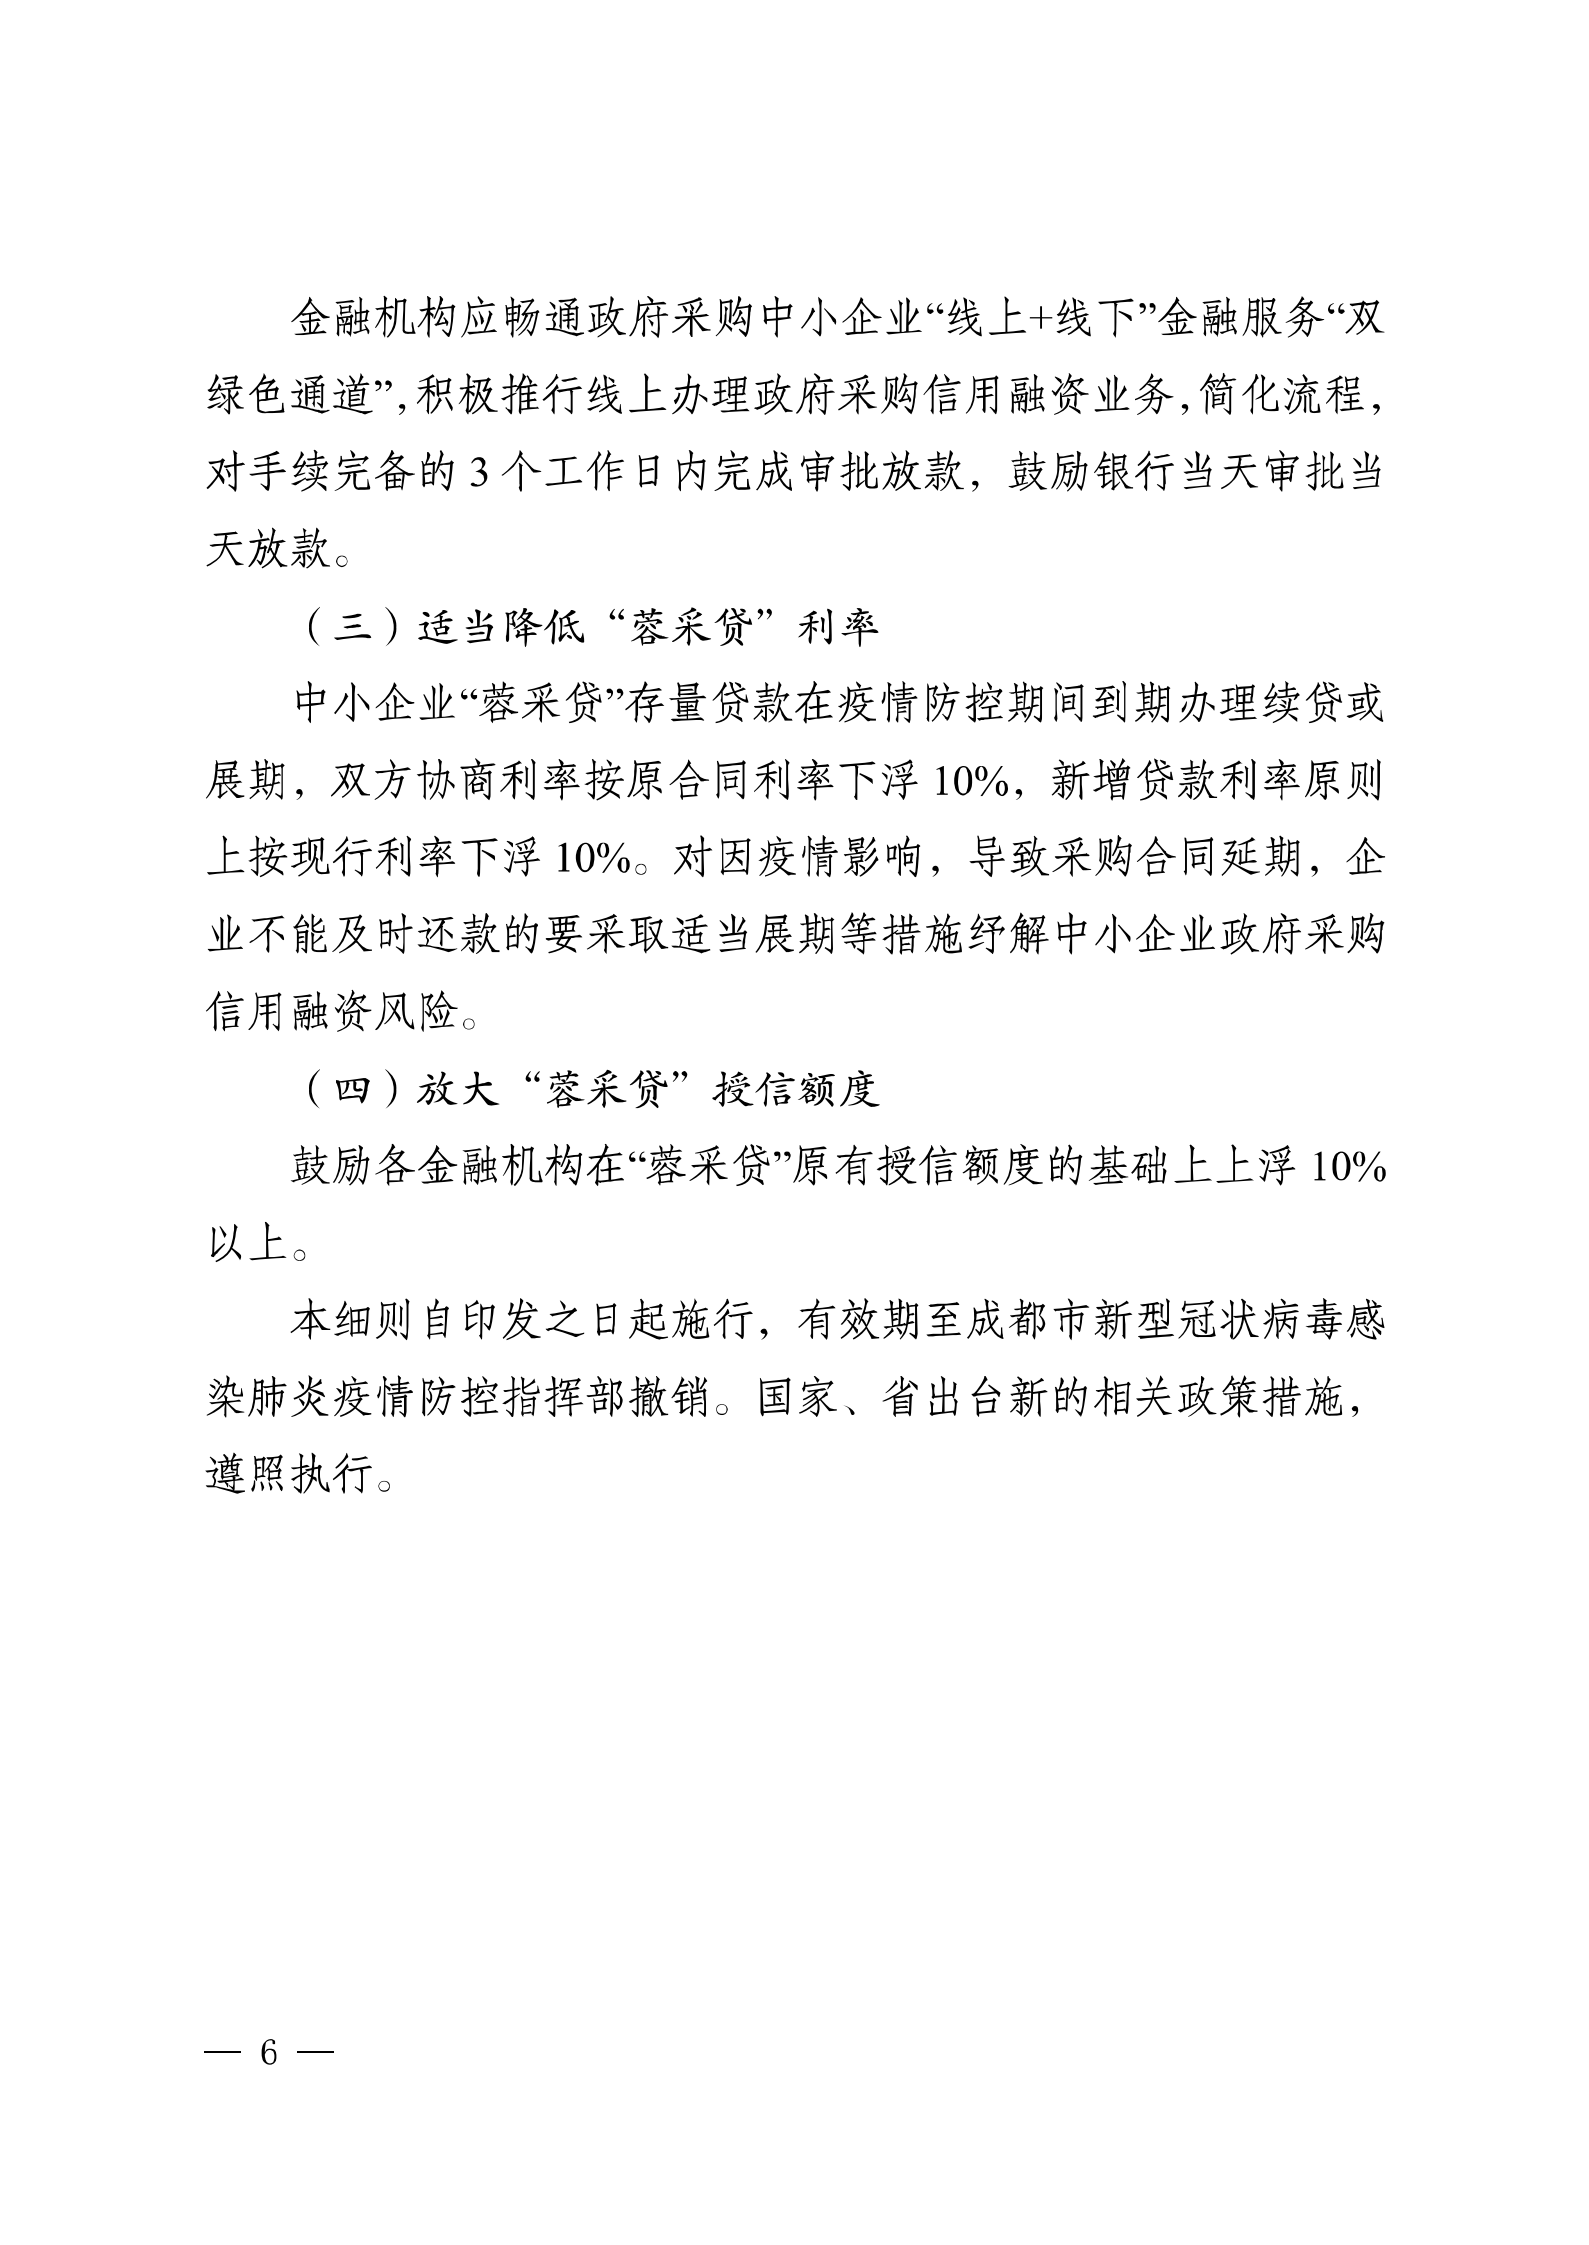 金融机构应畅通政府采购中小企业“线上+线下”金融服务“双
绿色通道”,积极推行线上办理政府采购信用融资业务,简化流程,
对手续完备的 3 个工作日内完成审批放款，鼓励银行当天审批当
天放款。
（三）适当降低“蓉采贷”利率
中小企业“蓉采贷”存量贷款在疫情防控期间到期办理续贷或
展期，双方协商利率按原合同利率下浮 10%，新增贷款利率原则
上按现行利率下浮 10%。对因疫情影响，导致采购合同延期，企
业不能及时还款的要采取适当展期等措施纾解中小企业政府采购
信用融资风险。
（四）放大“蓉采贷”授信额度
鼓励各金融机构在“蓉采贷”原有授信额度的基础上上浮 10%
以上。
本细则自印发之日起施行，有效期至成都市新型冠状病毒感
染肺炎疫情防控指挥部撤销。国家、省出台新的相关政策措施，
遵照执行。
— 6 —